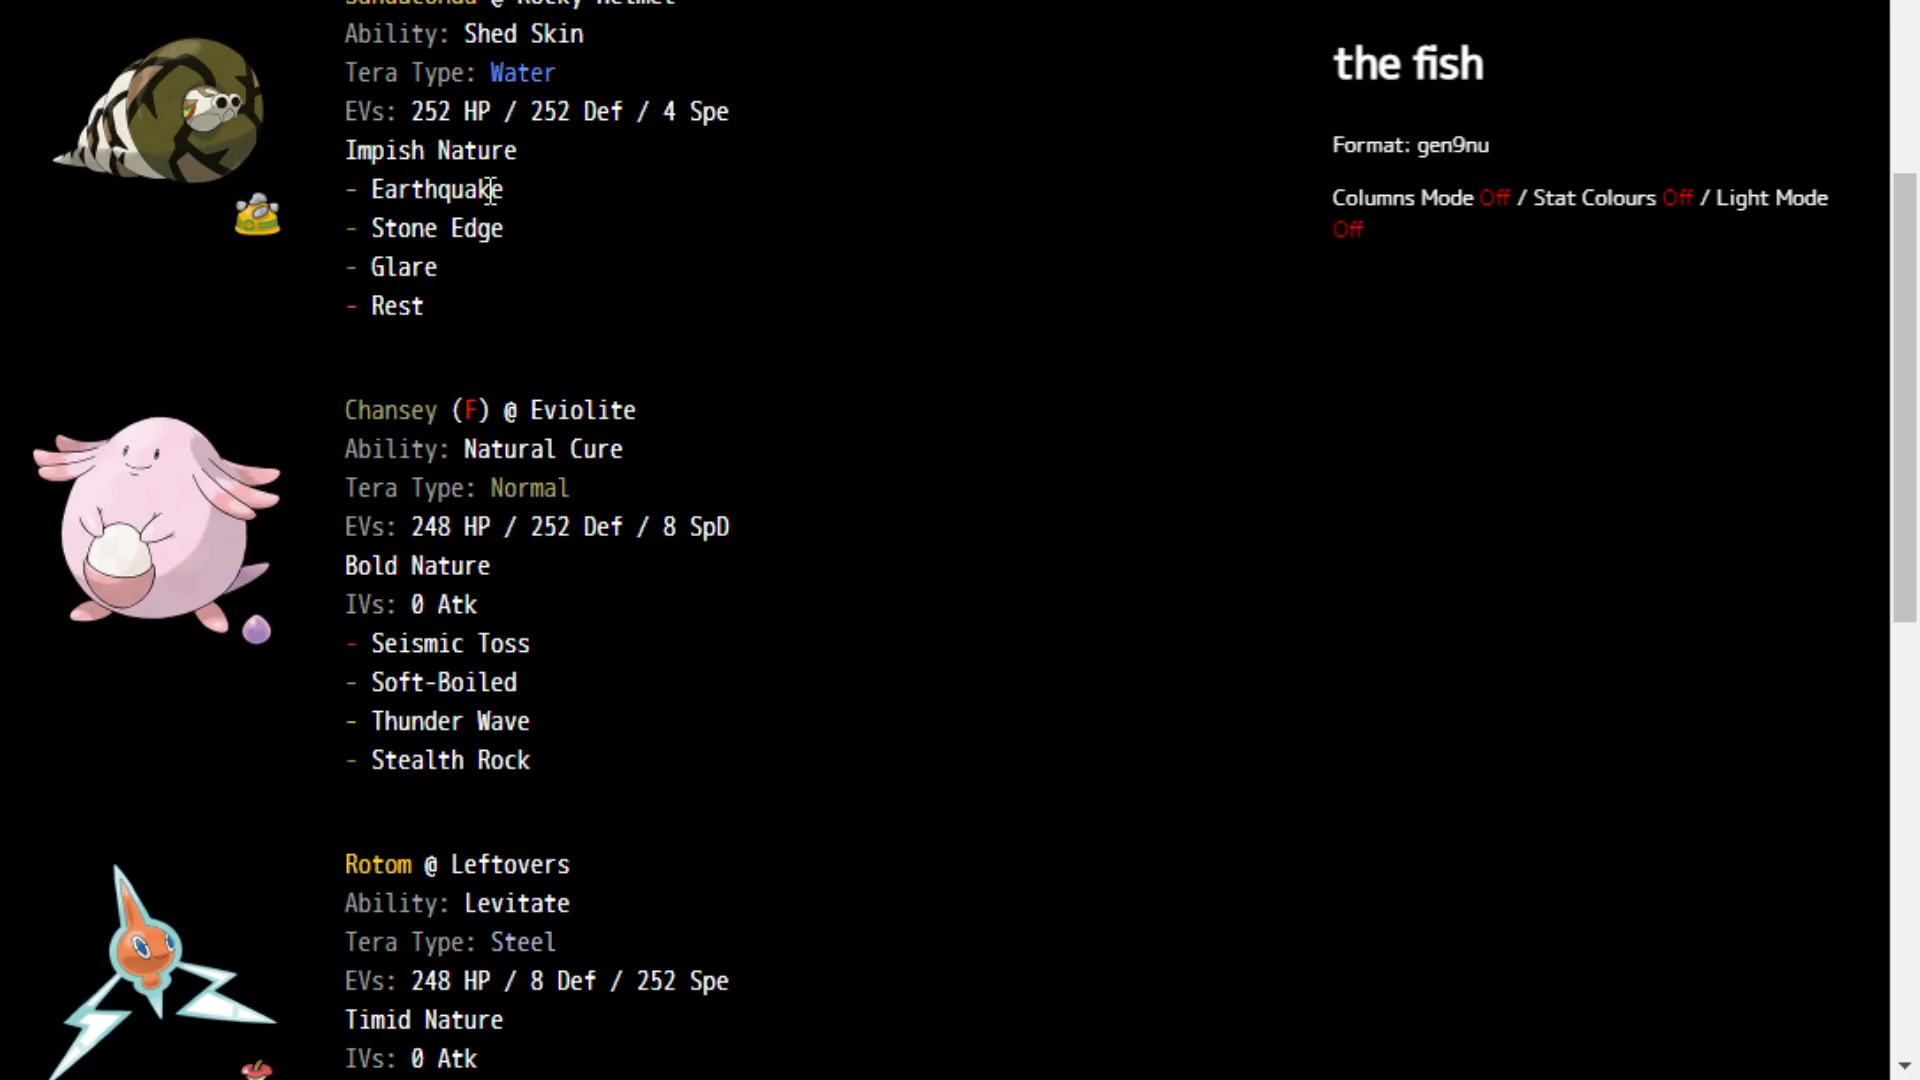 Sandaconda @ Rocky Helmet
Ability: Shed Skin
Tera Type: Water
EVs: 252 HP / 252 Def / 4 Spe
Impish Nature
- Earthquake
- Stone Edge
- Glare
- Rest
Chansey (F) @ Eviolite
Ability: Natural Cure
Tera Type: Normal
EVs: 248 HP / 252 Def / 8 SpD
Bold Nature
IVs: 0 Atk
- Seismic Toss
- Soft-Boiled
- Thunder Wave
- Stealth Rock
Rotom @ Leftovers
Ability: Levitate
Tera Type: Steel
EVs: 248 HP / 8 Def / 252 Spe
Timid Nature
IVs: 0 Atk
the fish
Format: gen9nu
Columns Mode Off / Stat Colours Off / Light Mode
Off